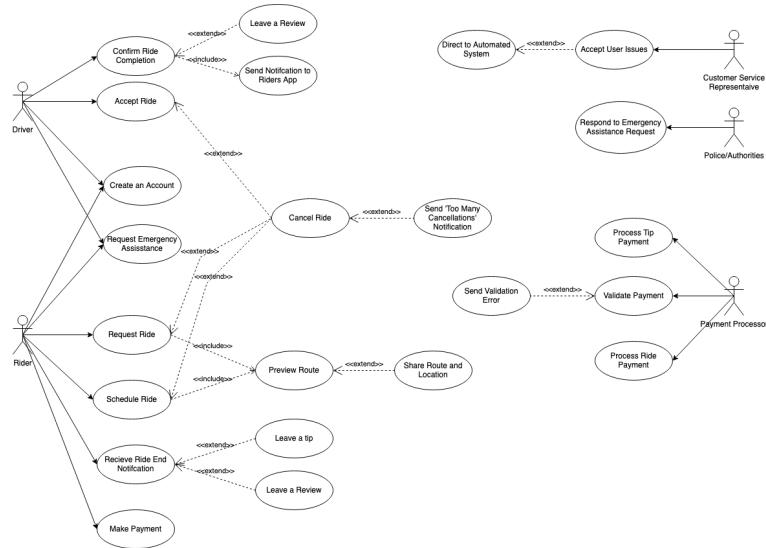 <<extend>>
Leave a Review
Confirm Ride
Completion
<<include>>
Send Notifcation to
Riders App
Driver
Accept Ride
<<extend>>
Create an Account
Request Emergency
Assisstance
<<extend>>
<<extend>>
Cancel Ride
<<extend>>
Send 'Too Many
Cancellations'
Notification
Rider
Request Ride
<<include>>
Preview Route
<<extend>>
Share Route and
Location
Schedule Ride
<<include>>
Recieve Ride End
Notifcation
<<extend>>
Leave a tip
<<extend>>
Leave a Review
Make Payment
Direct to Automated
System
<<extend>>
Accept User Issues
Customer Service
Representaive
Respond to Emergency
Assistance Request
Police/Authorities
Process Tip
Payment
Send Validation
Error
<<extend>>
Validate Payment
Payment Processor
Process Ride
Payment